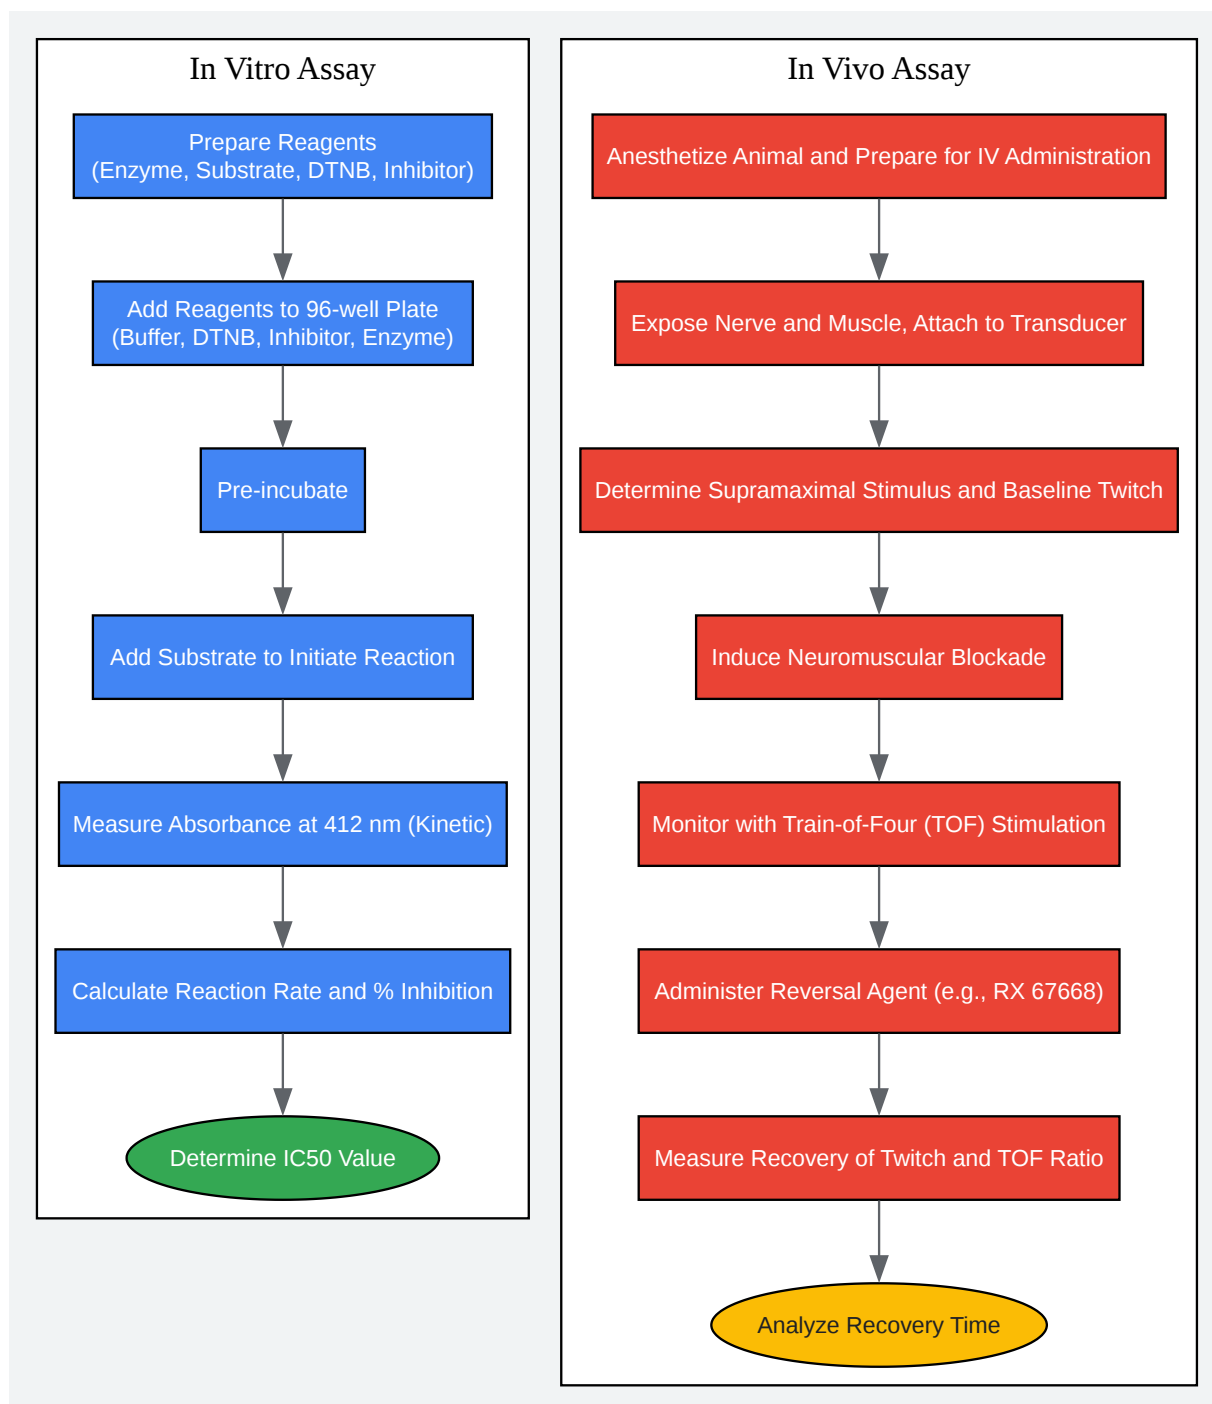 In Vitro Assay
Prepare Reagents
(Enzyme, Substrate, DTNB, Inhibitor)
Add Reagents to 96-well Plate
(Buffer, DTNB, Inhibitor, Enzyme)
Pre-incubate
Add Substrate to Initiate Reaction
Measure Absorbance at 412 nm (Kinetic)
Calculate Reaction Rate and % Inhibition
Determine IC50 Value
In Vivo Assay
Anesthetize Animal and Prepare for IV Administration
Expose Nerve and Muscle, Attach to Transducer
Determine Supramaximal Stimulus and Baseline Twitch
Induce Neuromuscular Blockade
Monitor with Train-of-Four (TOF) Stimulation
Administer Reversal Agent (e.g., RX 67668)
Measure Recovery of Twitch and TOF Ratio
Analyze Recovery Time